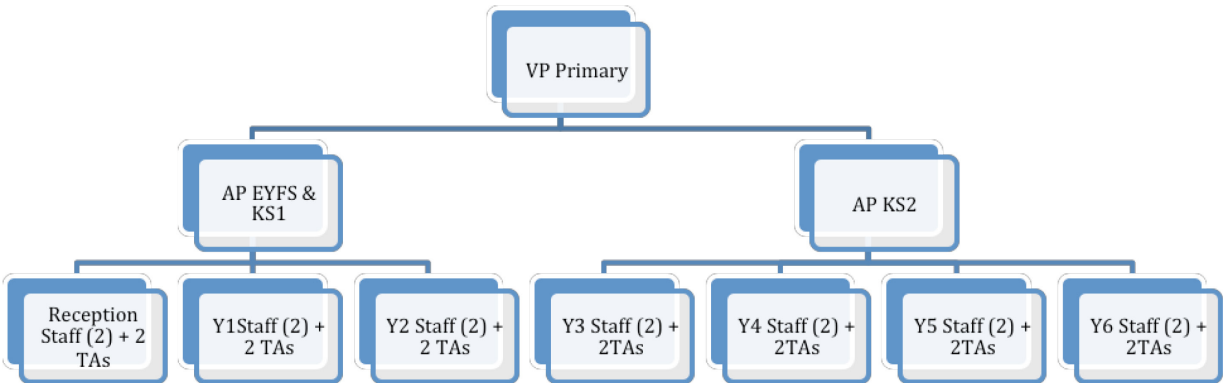 VP Primary
AP EYFS &
KS1
AP KS2
Reception
Staff (2) + 2
TAs
Y1Staff (2) +
2 TAs
Y2 Staff (2) +
2 TAs
Y3 Staff (2) +
2TAs
Y4 Staff (2) +
2TAs
Y5 Staff (2) +
2TAs
Y6 Staff (2) +
2TAs